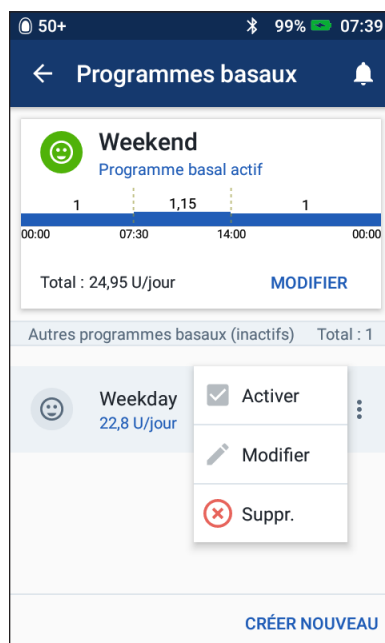 50+ 99% 07:39
Programmes basaux
Weekend
Programme basal actif
1 1,15 1
00:00 07:30 14:00 00:00
Total : 24,95 U/jour MODIFIER
Autres programmes basaux (inactifs) Total : 1
Weekday
22,8 U/jour
Activer
Modifier
Suppr.
CRÉER NOUVEAU